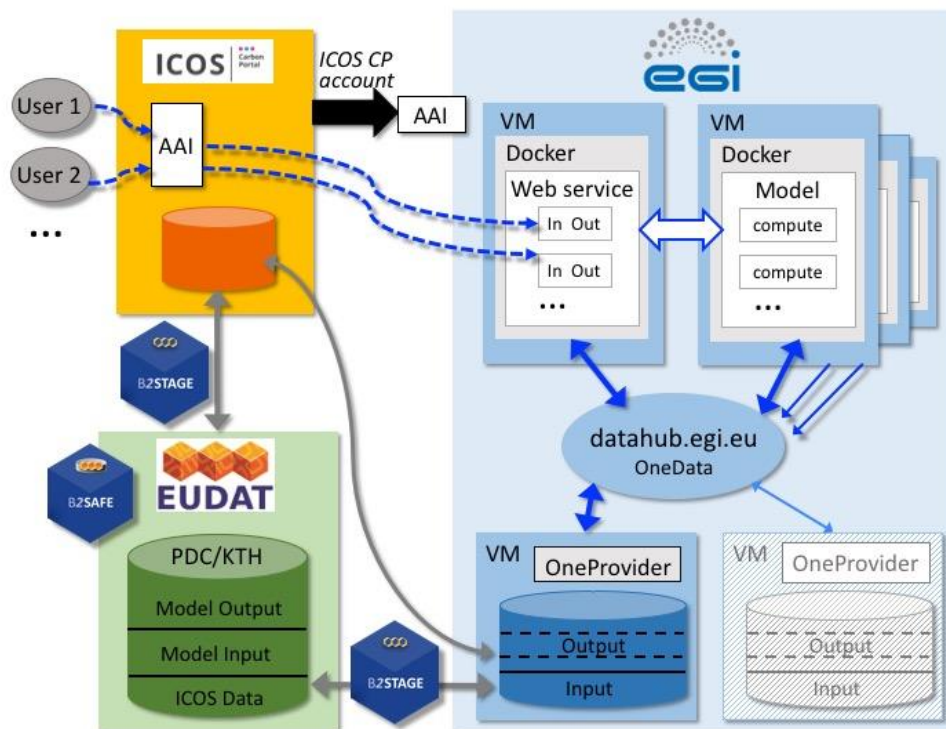 User 1
User 2
...
ICOS
Carbon
Portal
AAI
ICOS CP
account
AAI
egi
VM
Docker
Web service
In Out
In Out
...
VM
Docker
Model
compute
compute
...
B2STAGE
B2SAFE
EUDAT
PDC/KTH
Model Output
Model Input
ICOS Data
B2STAGE
datahub.egi.eu
OneData
VM
OneProvider
Output
Input
VM
OneProvider
Output
Input